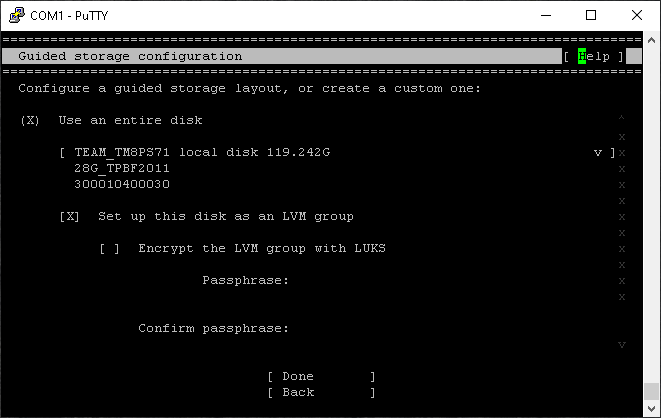 COM1 - PuTTY
================================================================================
Guided storage configuration [ Help ]
================================================================================
Configure a guided storage layout, or create a custom one:
(X) Use an entire disk ^
x
[ TEAM_TM8PS71 local disk 119.242G v ]x
28G_TPBF2011 x
300010400030 x
x
[X] Set up this disk as an LVM group x
x
[ ] Encrypt the LVM group with LUKS x
x
Passphrase: x
x
Confirm passphrase:
v
[ Done ]
[ Back ]